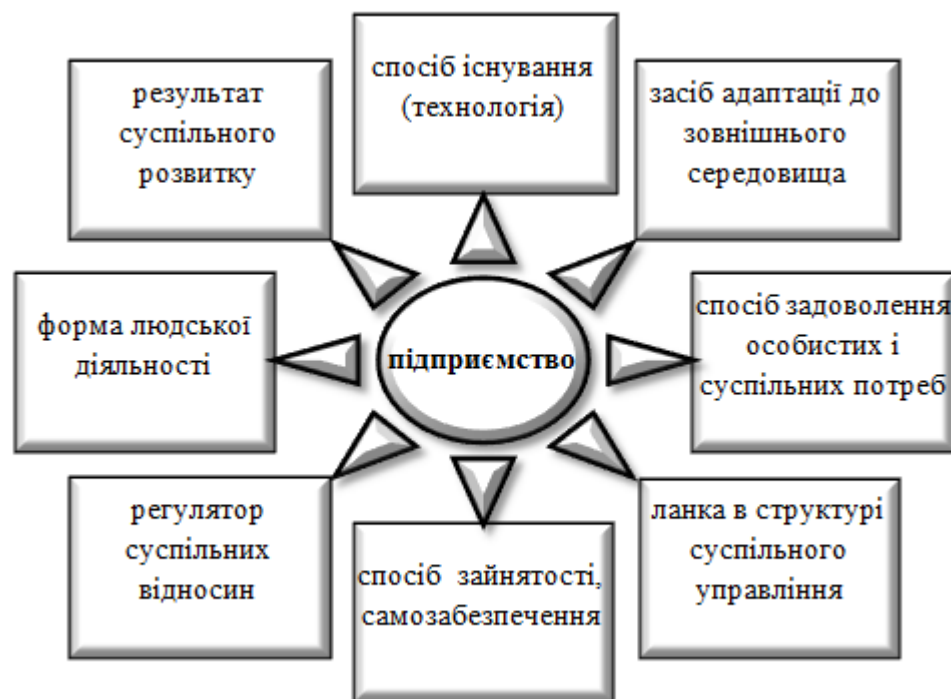 спосіб існування
(технологія)
результат
суспільного
розвитку
засіб адаптації до
зовнішнього
середовища
форма людської
діяльності
підприємство
спосіб задоволення
особистих і
суспільних потреб
регулятор
суспільних
відносин
спосіб зайнятості,
самозабезпечення
ланка в структурі
суспільного
управління